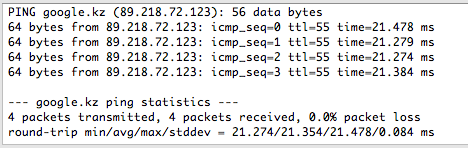 PING google.kz (89.218.72.123): 56 data bytes
64 bytes from 89.218.72.123: icmp_seq=0 ttl=55 time=21.478 ms
64 bytes from 89.218.72.123: icmp_seq=1 ttl=55 time=21.279 ms
64 bytes from 89.218.72.123: icmp_seq=2 ttl=55 time=21.274 ms
64 bytes from 89.218.72.123: icmp_seq=3 ttl=55 time=21.384 ms

--- google.kz ping statistics ---
4 packets transmitted, 4 packets received, 0.0% packet loss
round-trip min/avg/max/stddev = 21.274/21.354/21.478/0.084 ms